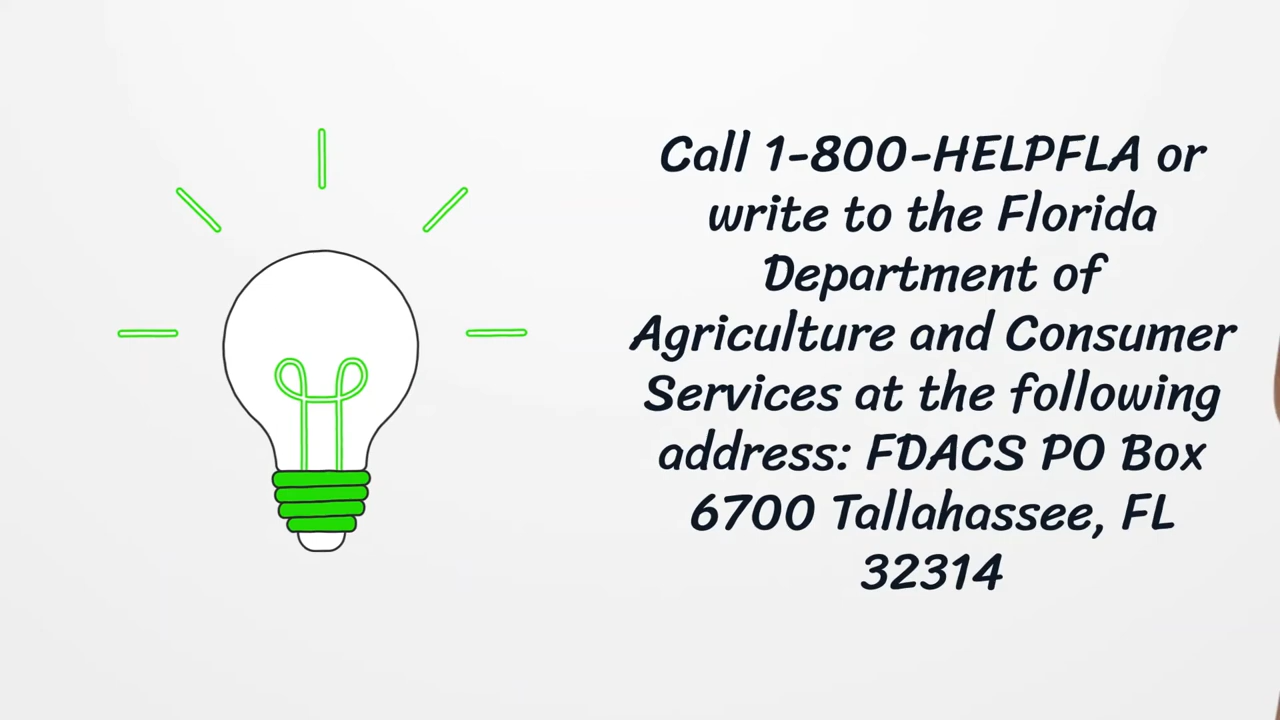 Call 1-800-HELPFLA or
write to the Florida
Department of
Agriculture and Consumer
Services at the following
address: FDACS PO Box
6700 Tallahassee, FL
32314